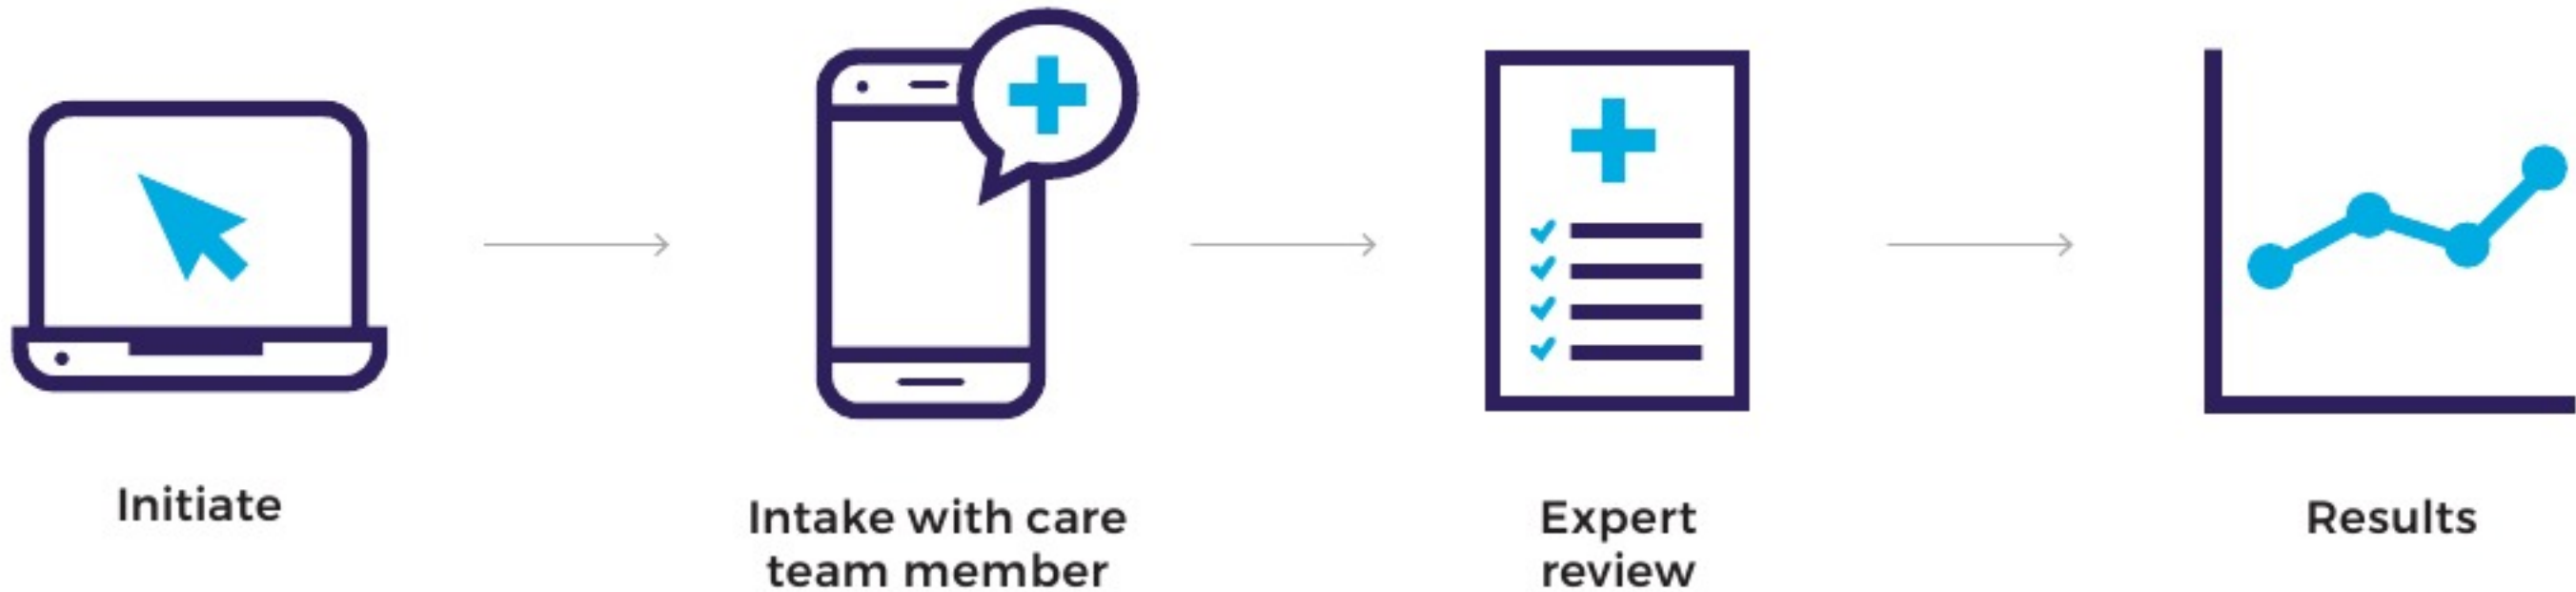 Initiate
Intake with care
team member
Expert
review
Results